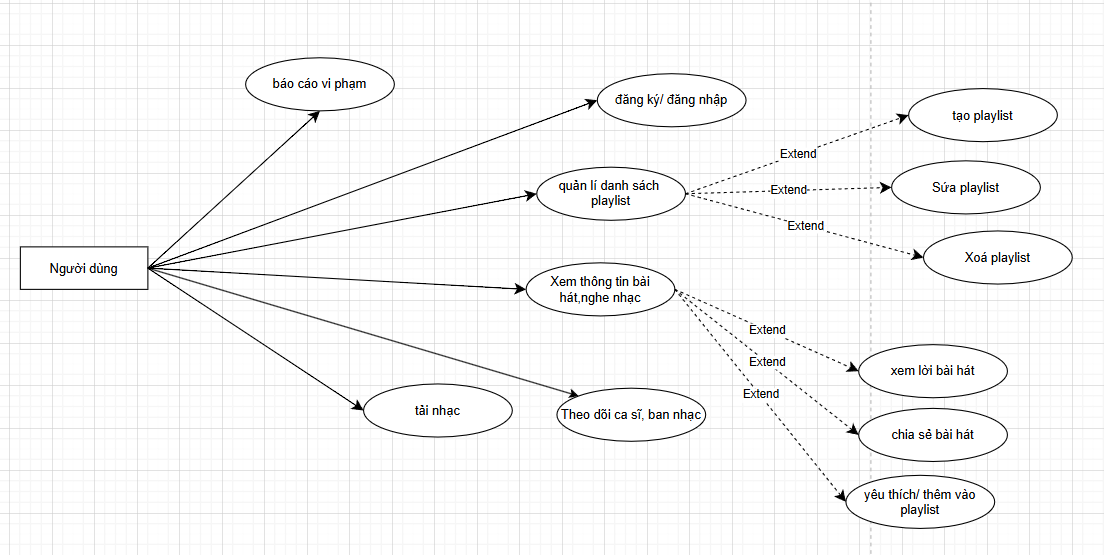 báo cáo vi phạm
đăng ký/ đăng nhập
tạo playlist
Extend
quản lí danh sách
playlist
Extend
Sứa playlist
Extend
Xoá playlist
Người dùng
Xem thông tin bài
hát,nghe nhạc
Extend
Extend
Extend
xem lời bài hát
tải nhạc
Theo dõi ca sĩ, ban nhạc
chia sẻ bài hát
yêu thích/ thêm vào
playlist